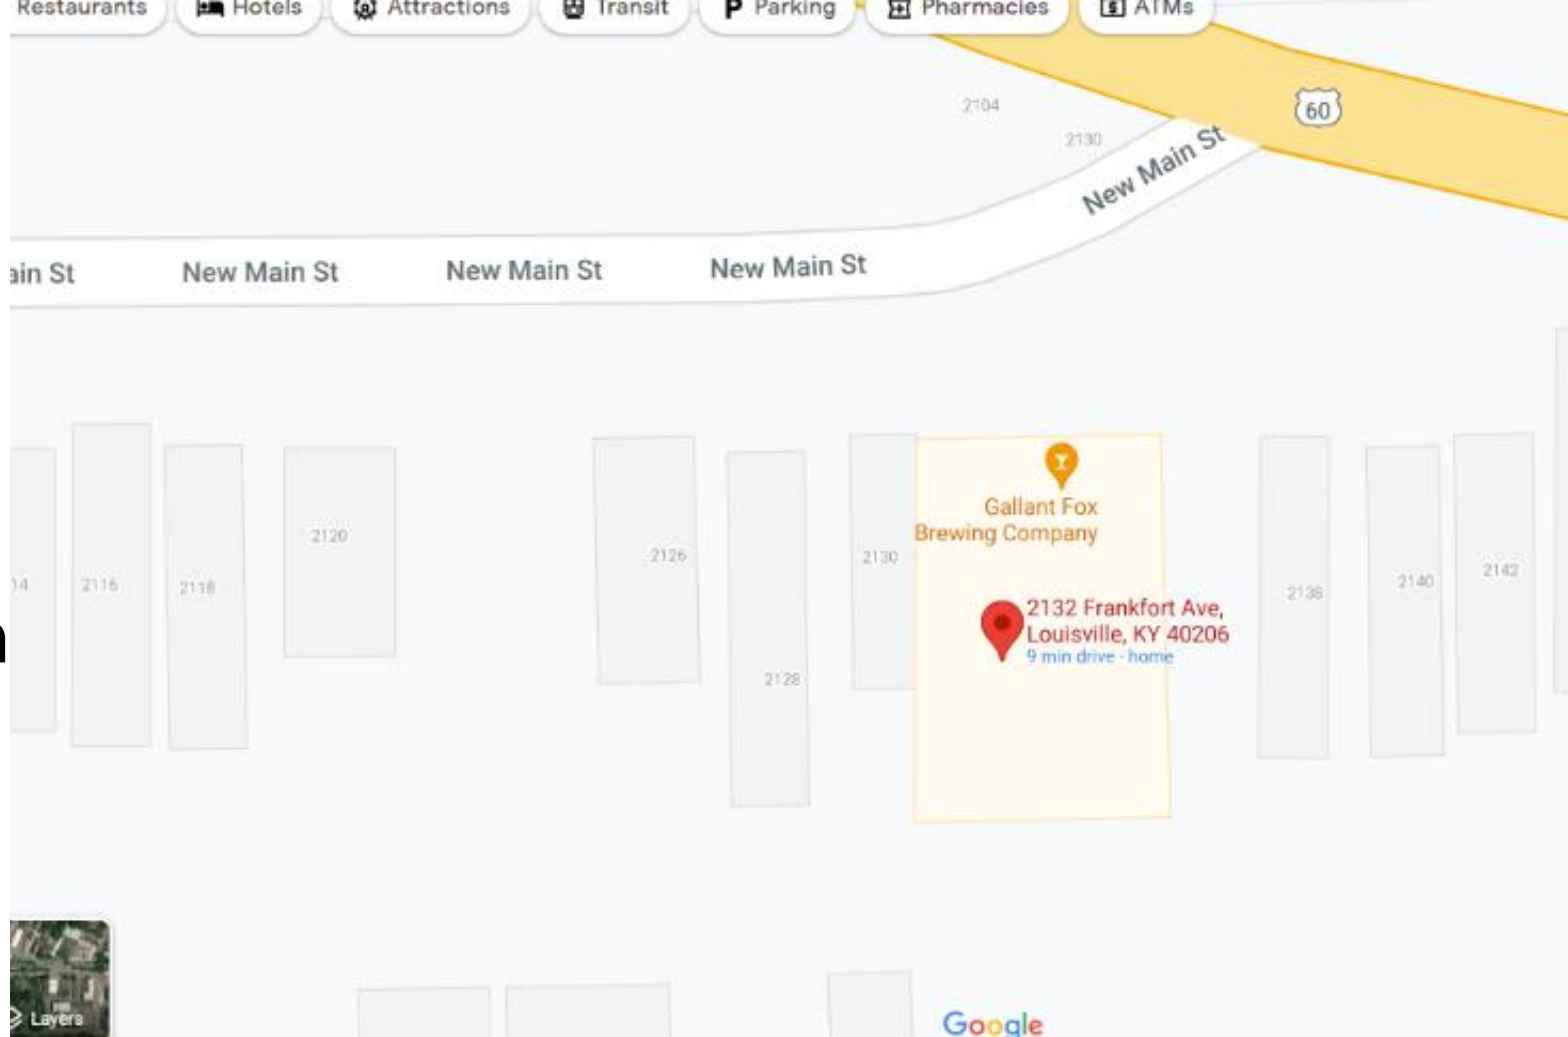 Restaurants
Hotels
Attractions
Transit
P Parking
Pharmacies
ATMs
60
2104
2130
New Main St
ain St
New Main St
New Main St
New Main St
Gallant Fox
Brewing Company
2120
2126
2130
14
2116
2118
2138
2140
2142
2132 Frankfort Ave,
Louisville, KY 40206
9 min drive - home
2128
Layers
Google